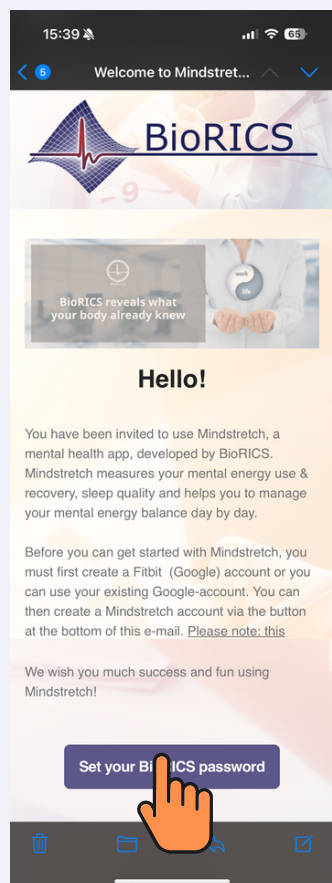 15:39
65
5
Welcome to Mindstret...
BioRICS
BioRICS reveals what
your body already knew
work
life
Hello!
You have been invited to use Mindstretch, a
mental health app, developed by BioRICS.
Mindstretch measures your mental energy use &
recovery, sleep quality and helps you to manage
your mental energy balance day by day.
Before you can get started with Mindstretch, you
must first create a Fitbit (Google) account or you
can use your existing Google-account. You can
then create a Mindstretch account via the button
at the bottom of this e-mail. Please note: this
We wish you much success and fun using
Mindstretch!
Set your Bi ICS password